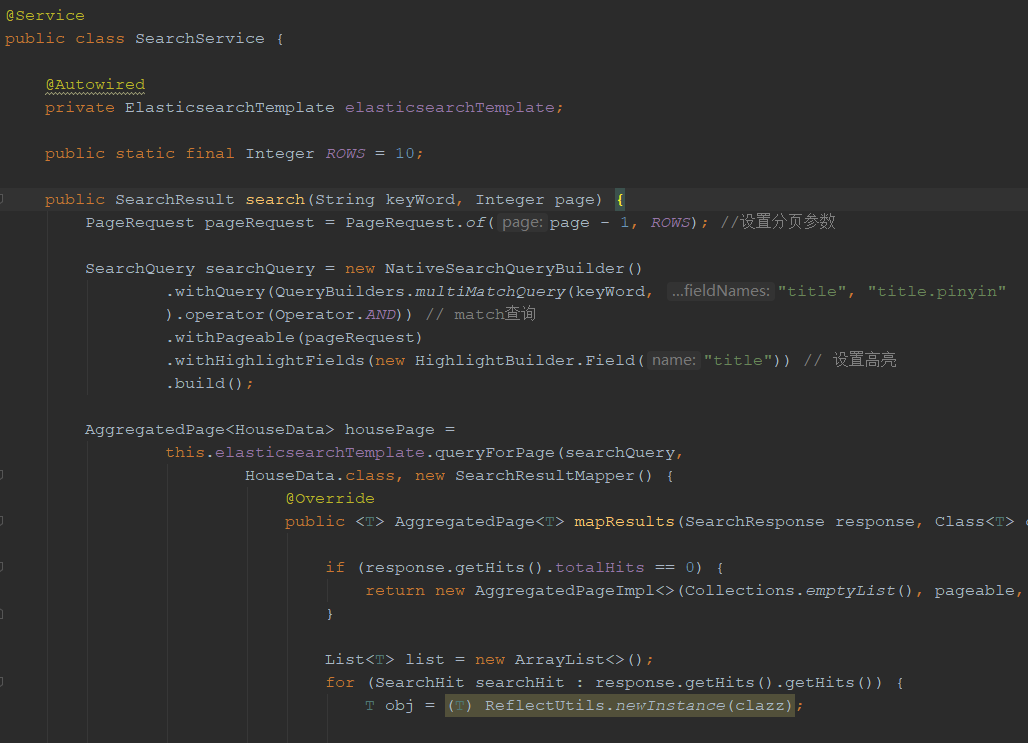 @Service
public class SearchService {
@Autowired
private ElasticsearchTemplate elasticsearchTemplate;
public static final Integer ROWS = 10;
public SearchResult search(String keyWord, Integer page) {
PageRequest pageRequest = PageRequest.of( page: page - 1, ROWS); //设置分页参数
SearchQuery searchQuery = new NativeSearchQueryBuilder()
.withQuery(QueryBuilders.multiMatchQuery(keyWord, ...fieldNames: "title", "title.pinyin"
).operator(Operator.AND)) // match查询
.withPageable(pageRequest)
.withHighlightFields(new HighlightBuilder.Field( name: "title")) // 设置高亮
.build();
AggregatedPage<HouseData> housePage =
this.elasticsearchTemplate.queryForPage(searchQuery,
HouseData.class, new SearchResultMapper() {
@Override
public <T> AggregatedPage<T> mapResults(SearchResponse response, Class<T>
if (response.getHits().totalHits == 0) {
return new AggregatedPageImpl<>(Collections.emptyList(), pageable,
}
List<T> list = new ArrayList<>();
for (SearchHit searchHit : response.getHits().getHits()) {
T obj = (T) ReflectUtils.newInstance(clazz);